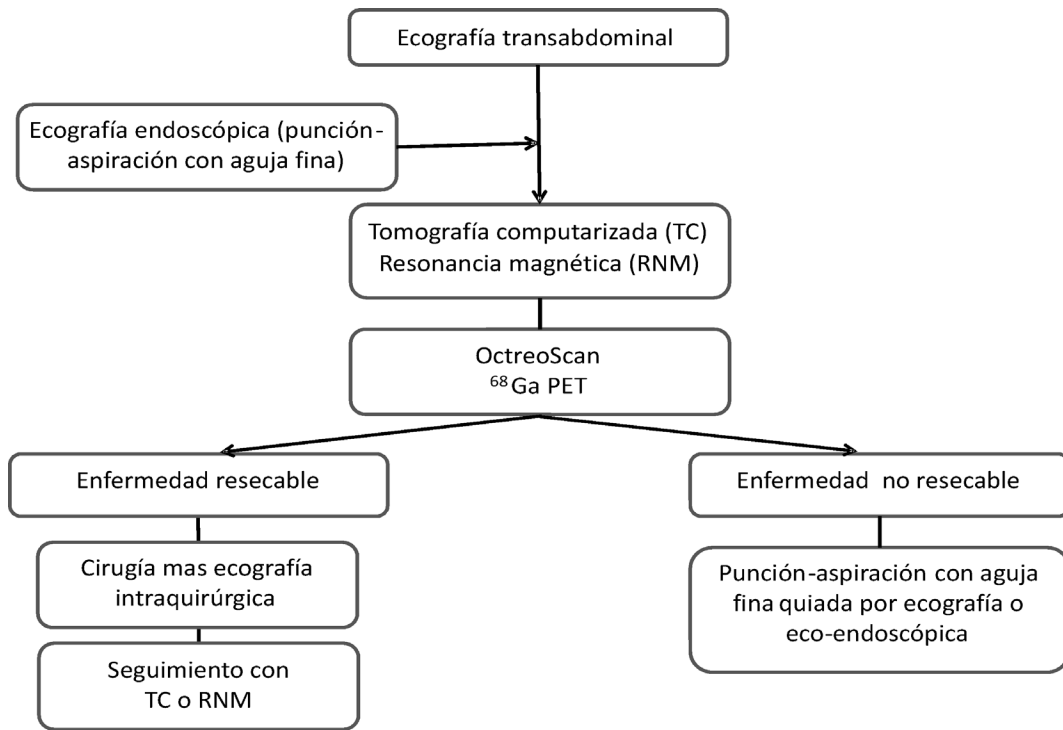 Ecografía transabdominal
Ecografía endoscópica (punción-
aspiración con aguja fina)
Tomografía computarizada (TC)
Resonancia magnética (RNM)
OctreoScan
⁶⁸Ga PET
Enfermedad resecable
Enfermedad no resecable
Cirugía mas ecografía
intraquirúrgica
Punción-aspiración con aguja
fina quiada por ecografía o
eco-endoscópica
Seguimiento con
TC o RNM